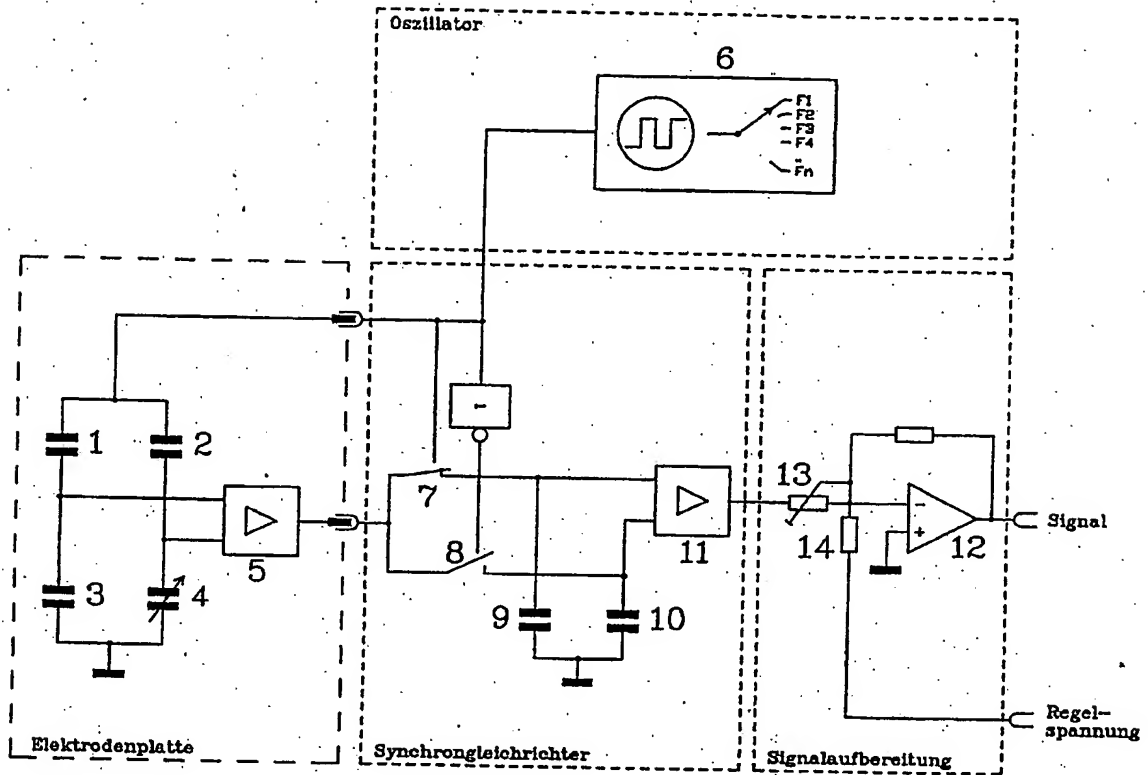 Oszillator
6
F1
F2
F3
F4
Fn
1
2
3
4
5
7
8
9
10
11
12
13
14
-
+
Signal
Regel-
spannung
Elektrodenplatte
Synchrongleichrichter
Signalaufbereitung